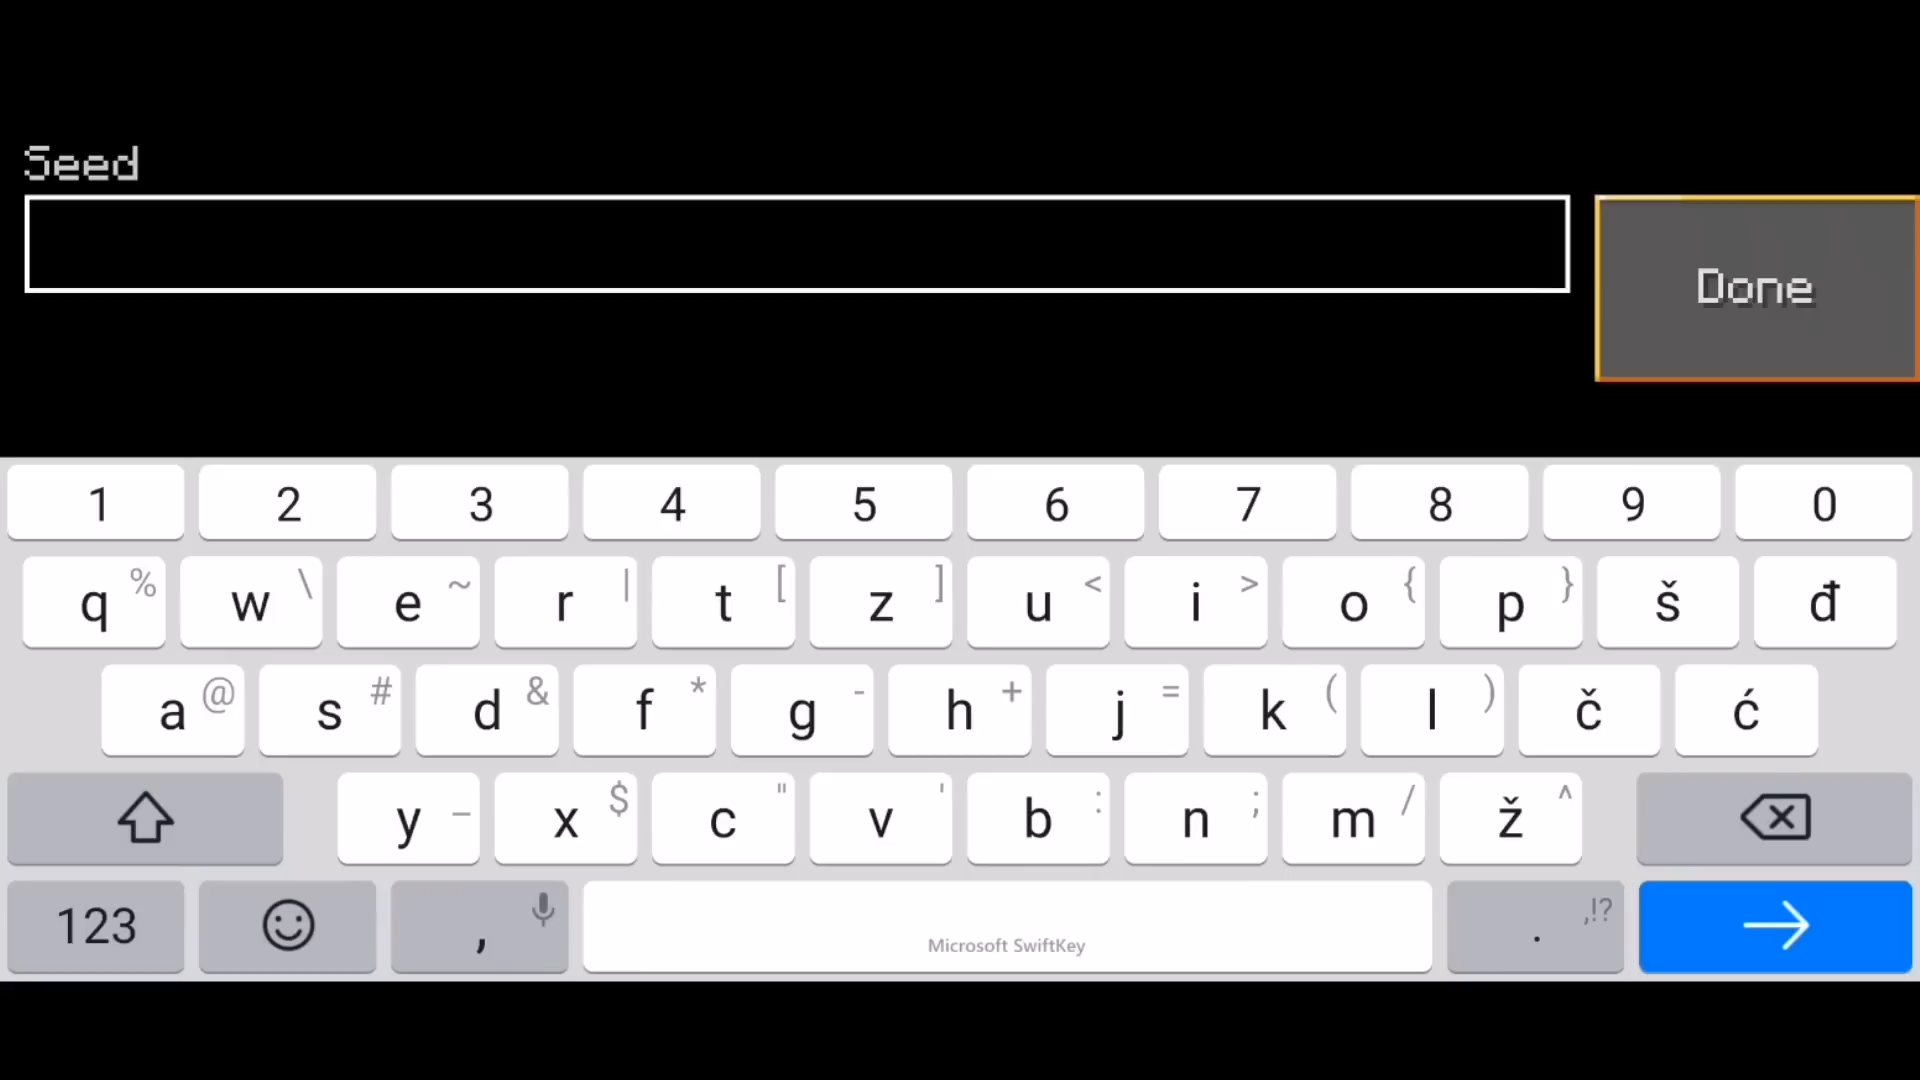 Seed
Done
1 2 3 4 5 6 7 8 9 0
q % w \ e ~ r | t [ z ] u < i > o { p } š đ
a @ s # d & f * g - h + j = k ( l ) č ć
y _ x $ c " v ' b : n ; m / ž ^
123 , Microsoft SwiftKey . ,!?